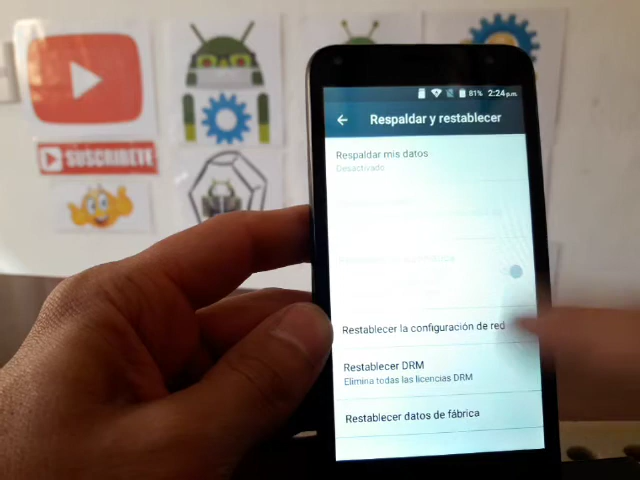 SUSCRIBETE
81% 2:24 p.m.
Respaldar y restablecer
Respaldar mis datos
Desactivado
Restablecer la configuración de red
Restablecer DRM
Elimina todas las licencias DRM
Restablecer datos de fábrica